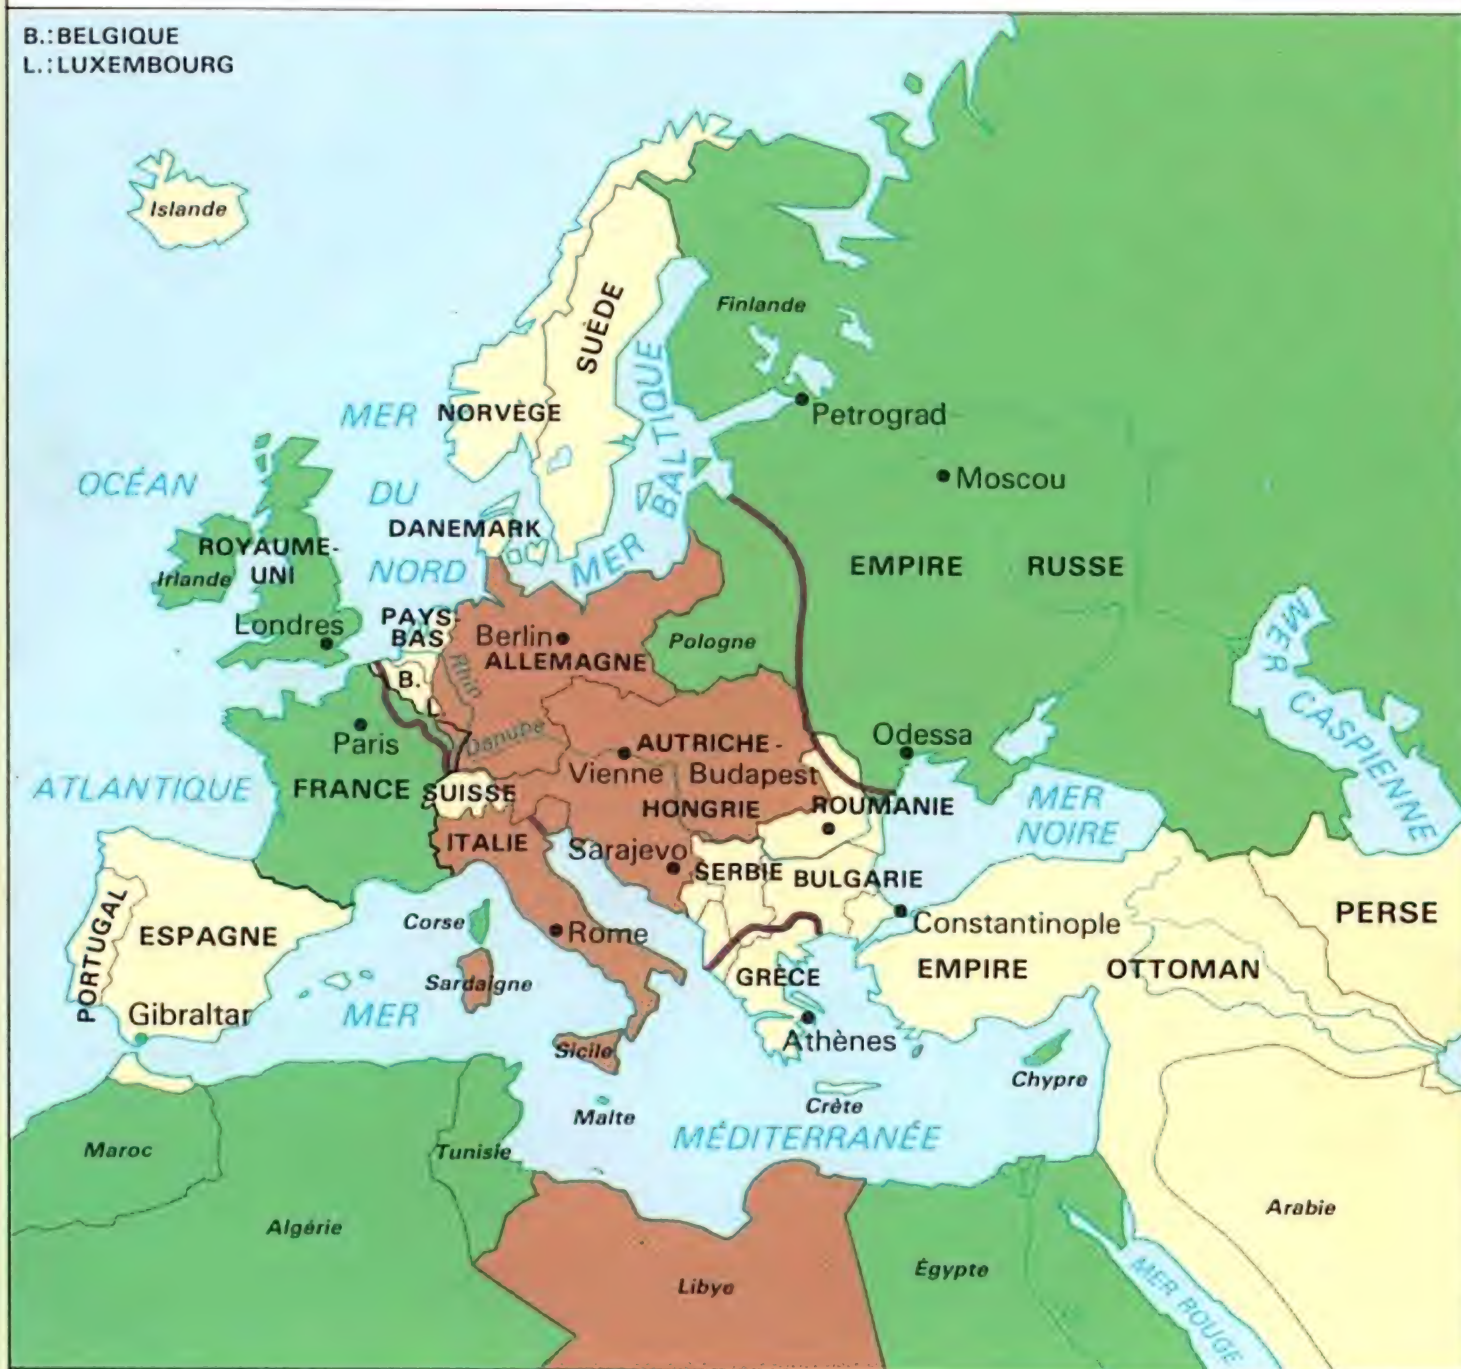 B.:BELGIQUE
L.:LUXEMBOURG
Islande
SUÈDE
Finlande
MER
NORVÈGE
MER BALTIQUE
Petrograd
OCÉAN
DU
Moscou
DANEMARK
ROYAUME-
UNI
Irlande
NORD
EMPIRE RUSSE
Londres
PAYS-
BAS
Berlin
ALLEMAGNE
Pologne
MER CASPIENNE
B.
Rhin
L.
Paris
Danube
AUTRICHE-
Odessa
Vienne
Budapest
ATLANTIQUE
FRANCE
SUISSE
HONGRIE
ROUMANIE
MER
NOIRE
ITALIE
Sarajevo
SERBIE
BULGARIE
PORTUGAL
ESPAGNE
Corse
Rome
Constantinople
PERSE
Sardaigne
GRÈCE
EMPIRE OTTOMAN
Gibraltar
MER
Athènes
Sicile
Chypre
Malte
Crète
MÉDITERRANÉE
Maroc
Tunisie
Algérie
Libye
Égypte
Arabie
MER ROUGE